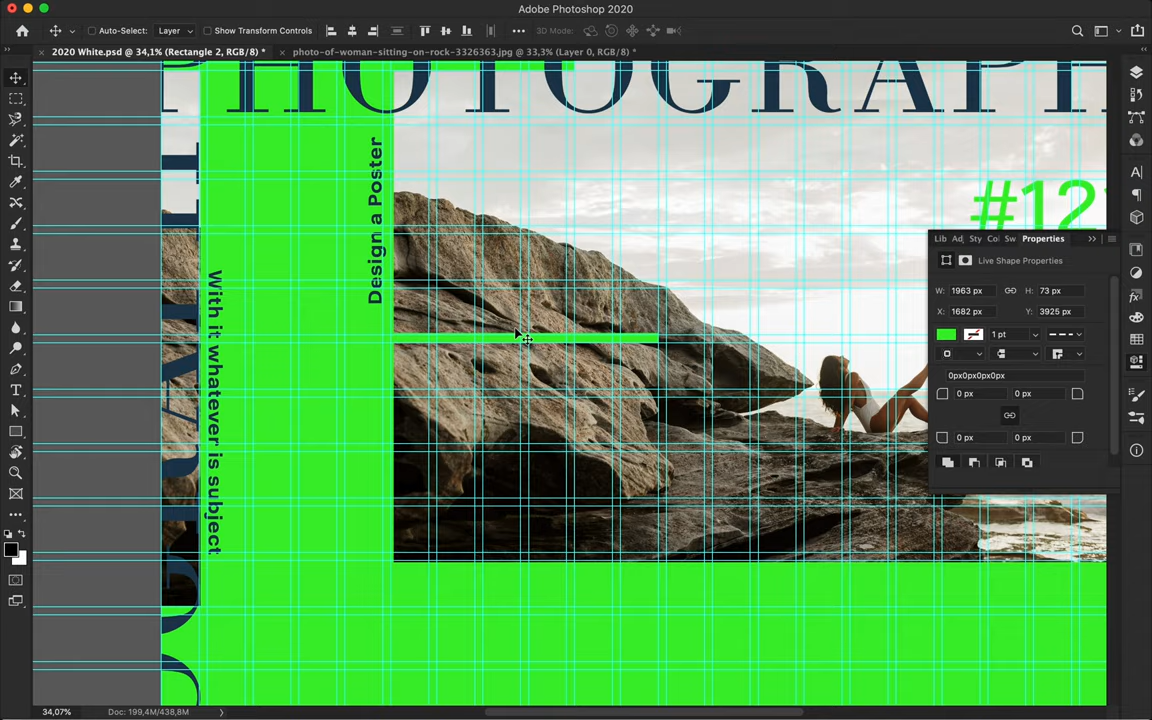 Adobe Photoshop 2020
Auto-Select:
Layer
Show Transform Controls
3D Mode:
2020 White.psd @ 34,1% (Rectangle 2, RGB/8) *
photo-of-woman-sitting-on-rock-3326363.jpg @ 33,3% (Layer 0, RGB/8) *
PHOTOGRAPH
Design a Poster
With it whatever is subject
#12
Lib
Adj
Sty
Col
Sw
Properties
Live Shape Properties
W: 1963 px
H: 73 px
X: 1682 px
Y: 3925 px
1 pt
0px0px0px0px
0 px
0 px
0 px
0 px
34,07%
Doc: 199,4M/438,8M